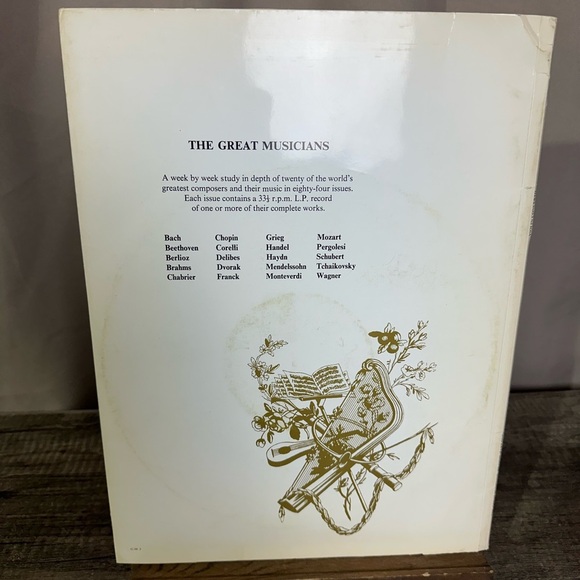 THE GREAT MUSICIANS
A week by week study in depth of twenty of the world's
greatest composers and their music in eighty-four issues.
Each issue contains a 33⅓ r.p.m. L.P. record
of one or more of their complete works.
Bach Chopin Grieg Mozart
Beethoven Corelli Handel Pergolesi
Berlioz Delibes Haydn Schubert
Brahms Dvorak Mendelssohn Tchaikovsky
Chabrier Franck Monteverdi Wagner